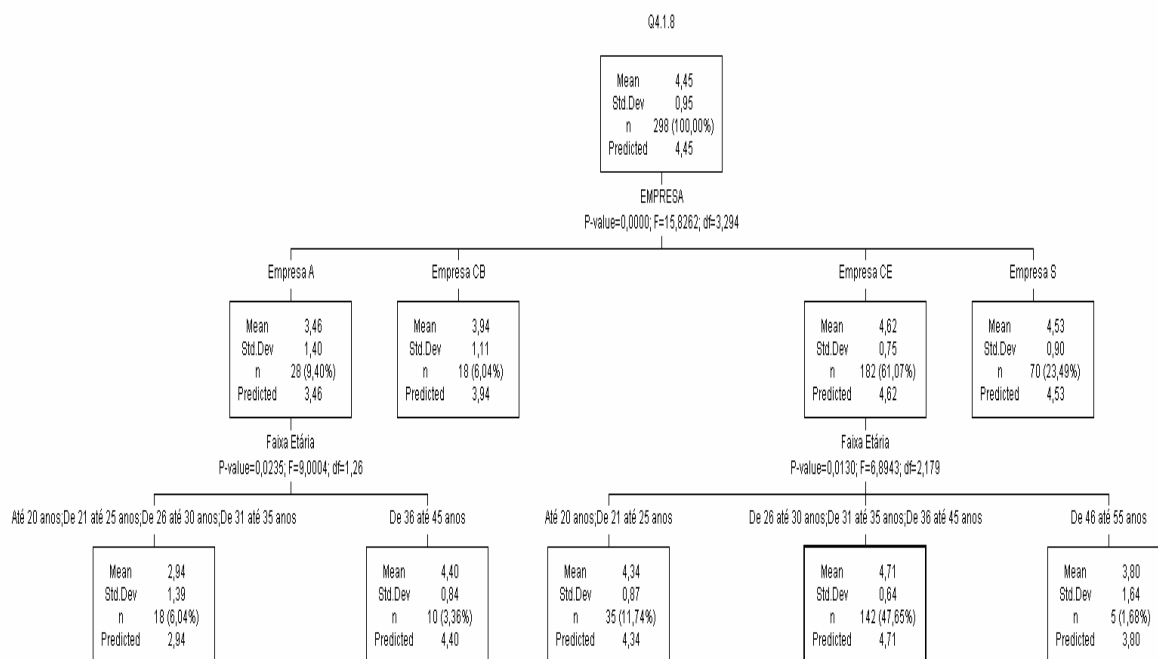 Q4.1.8
Mean 4,45
Std.Dev 0,95
n 298 (100,00%)
Predicted 4,45
EMPRESA
P-value=0,0000; F=15,8262; df=3,294
Empresa A
Mean 3,46
Std.Dev 1,40
n 28 (9,40%)
Predicted 3,46
Empresa CB
Mean 3,94
Std.Dev 1,11
n 18 (6,04%)
Predicted 3,94
Empresa CE
Mean 4,62
Std.Dev 0,75
n 182 (61,07%)
Predicted 4,62
Empresa S
Mean 4,53
Std.Dev 0,90
n 70 (23,49%)
Predicted 4,53
Faixa Etária
P-value=0,0235; F=9,0004; df=1,26
Faixa Etária
P-value=0,0130; F=6,8943; df=2,179
Até 20 anos;De 21 até 25 anos;De 26 até 30 anos;De 31 até 35 anos
Mean 2,94
Std.Dev 1,39
n 18 (6,04%)
Predicted 2,94
De 36 até 45 anos
Mean 4,40
Std.Dev 0,84
n 10 (3,36%)
Predicted 4,40
Até 20 anos;De 21 até 25 anos
Mean 4,34
Std.Dev 0,87
n 35 (11,74%)
Predicted 4,34
De 26 até 30 anos;De 31 até 35 anos;De 36 até 45 anos
Mean 4,71
Std.Dev 0,64
n 142 (47,65%)
Predicted 4,71
De 46 até 55 anos
Mean 3,80
Std.Dev 1,64
n 5 (1,68%)
Predicted 3,80